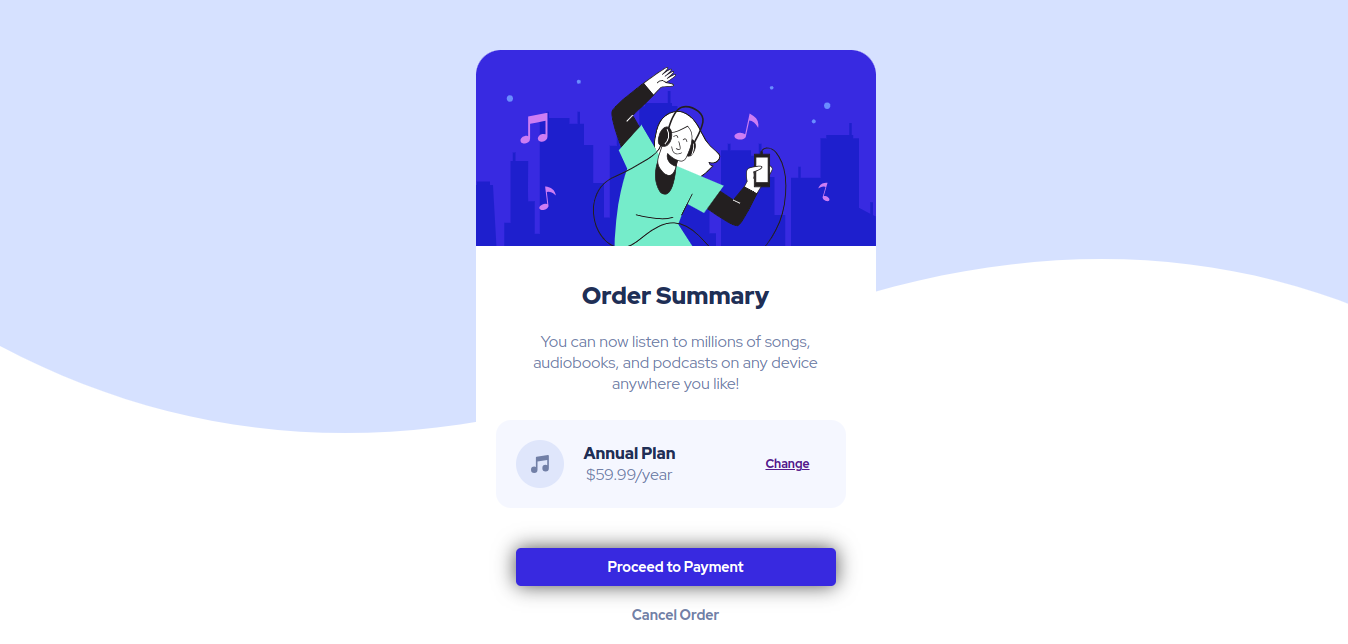 Order Summary
You can now listen to millions of songs,
audiobooks, and podcasts on any device
anywhere you like!
Annual Plan
$59.99/year
Change
Proceed to Payment
Cancel Order